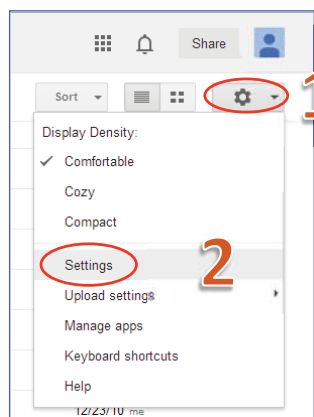 Share
1
Sort
Display Density:
✓ Comfortable
Cozy
Compact
Settings
2
Upload settings
Manage apps
Keyboard shortcuts
Help
12/23/10 me